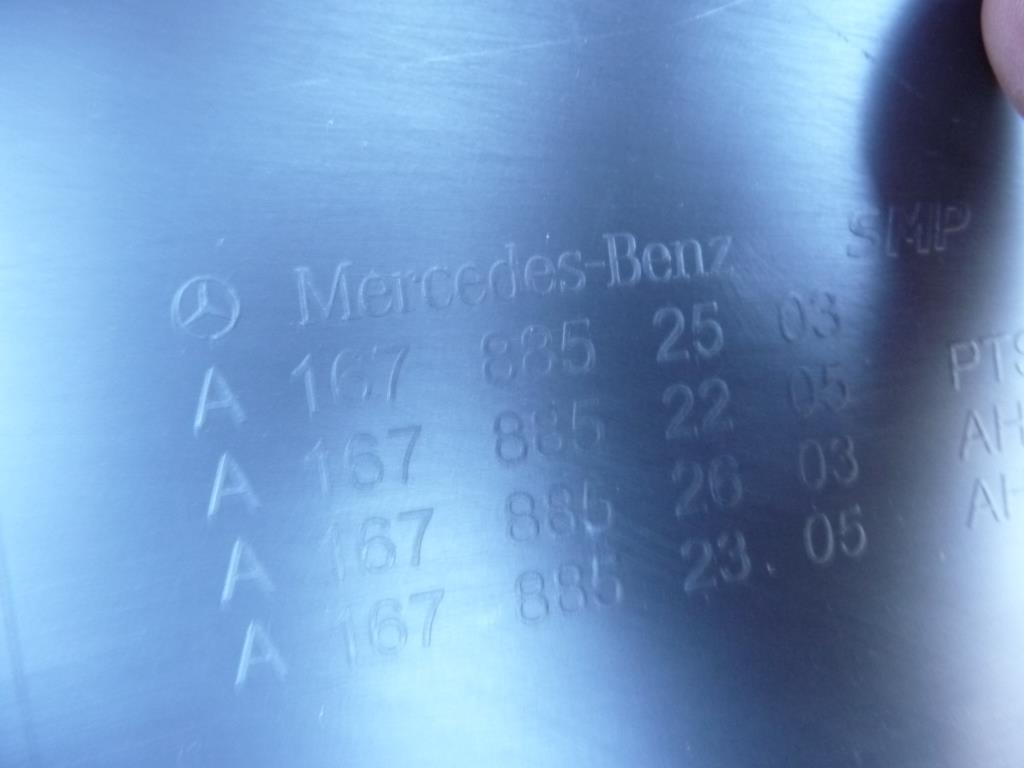 Mercedes-Benz SMP
A 167 885 25 03
A 167 885 22 05 PTS
A 167 885 26 03 AH
A 167 885 23 05 AH